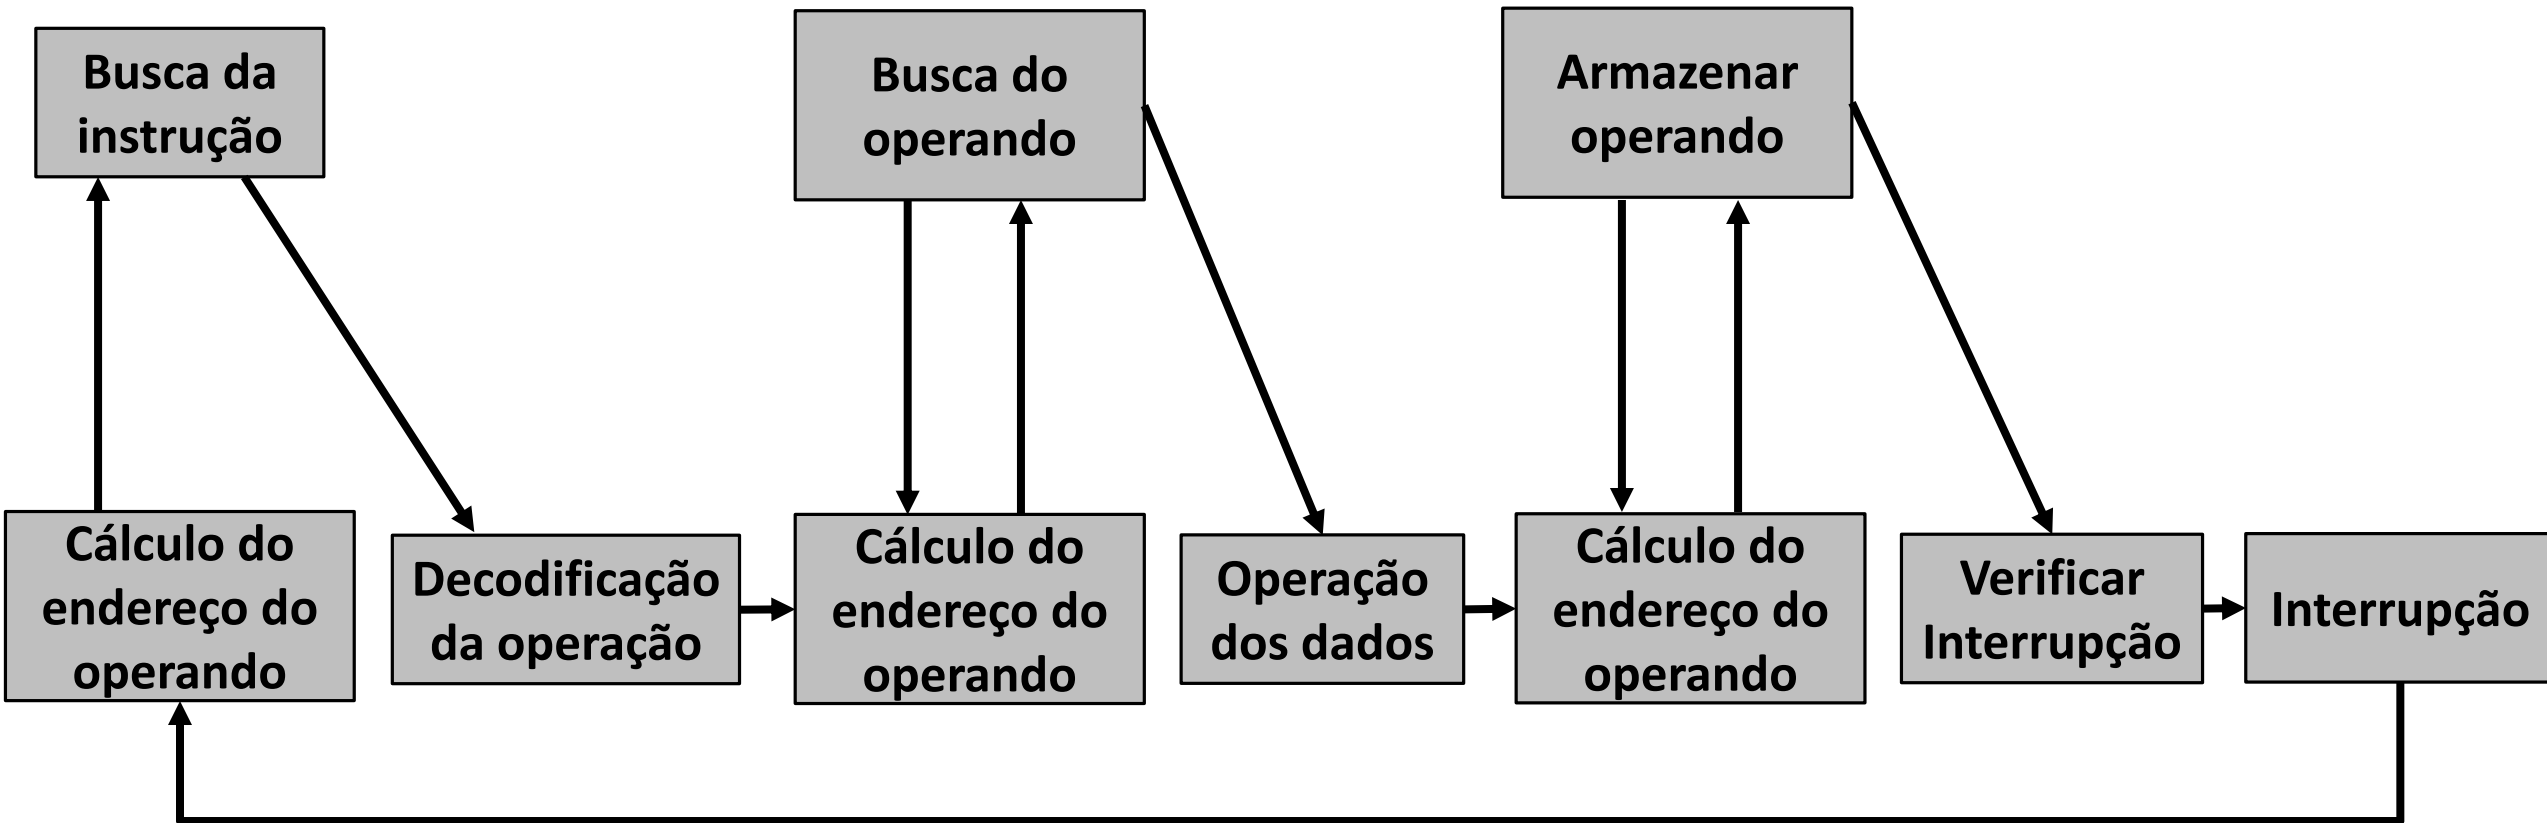 Busca da
instrução
Busca do
operando
Armazenar
operando
Cálculo do
endereço do
operando
Decodificação
da operação
Cálculo do
endereço do
operando
Operação
dos dados
Cálculo do
endereço do
operando
Verificar
Interrupção
Interrupção